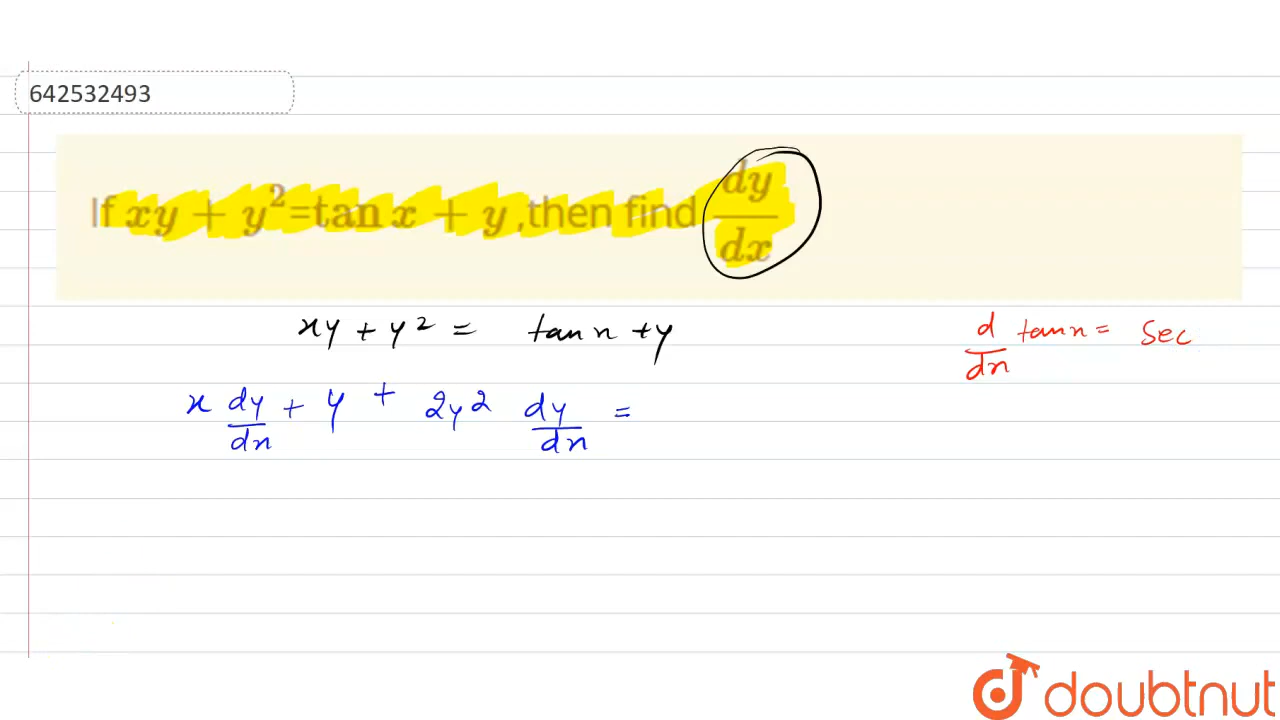 642532493
If xy + y²=tan x + y ,then find dy/dx
xy + y² = tan x + y
d/dx tan x = Sec
x dy/dx + y + 2y² dy/dx =
doubtnut